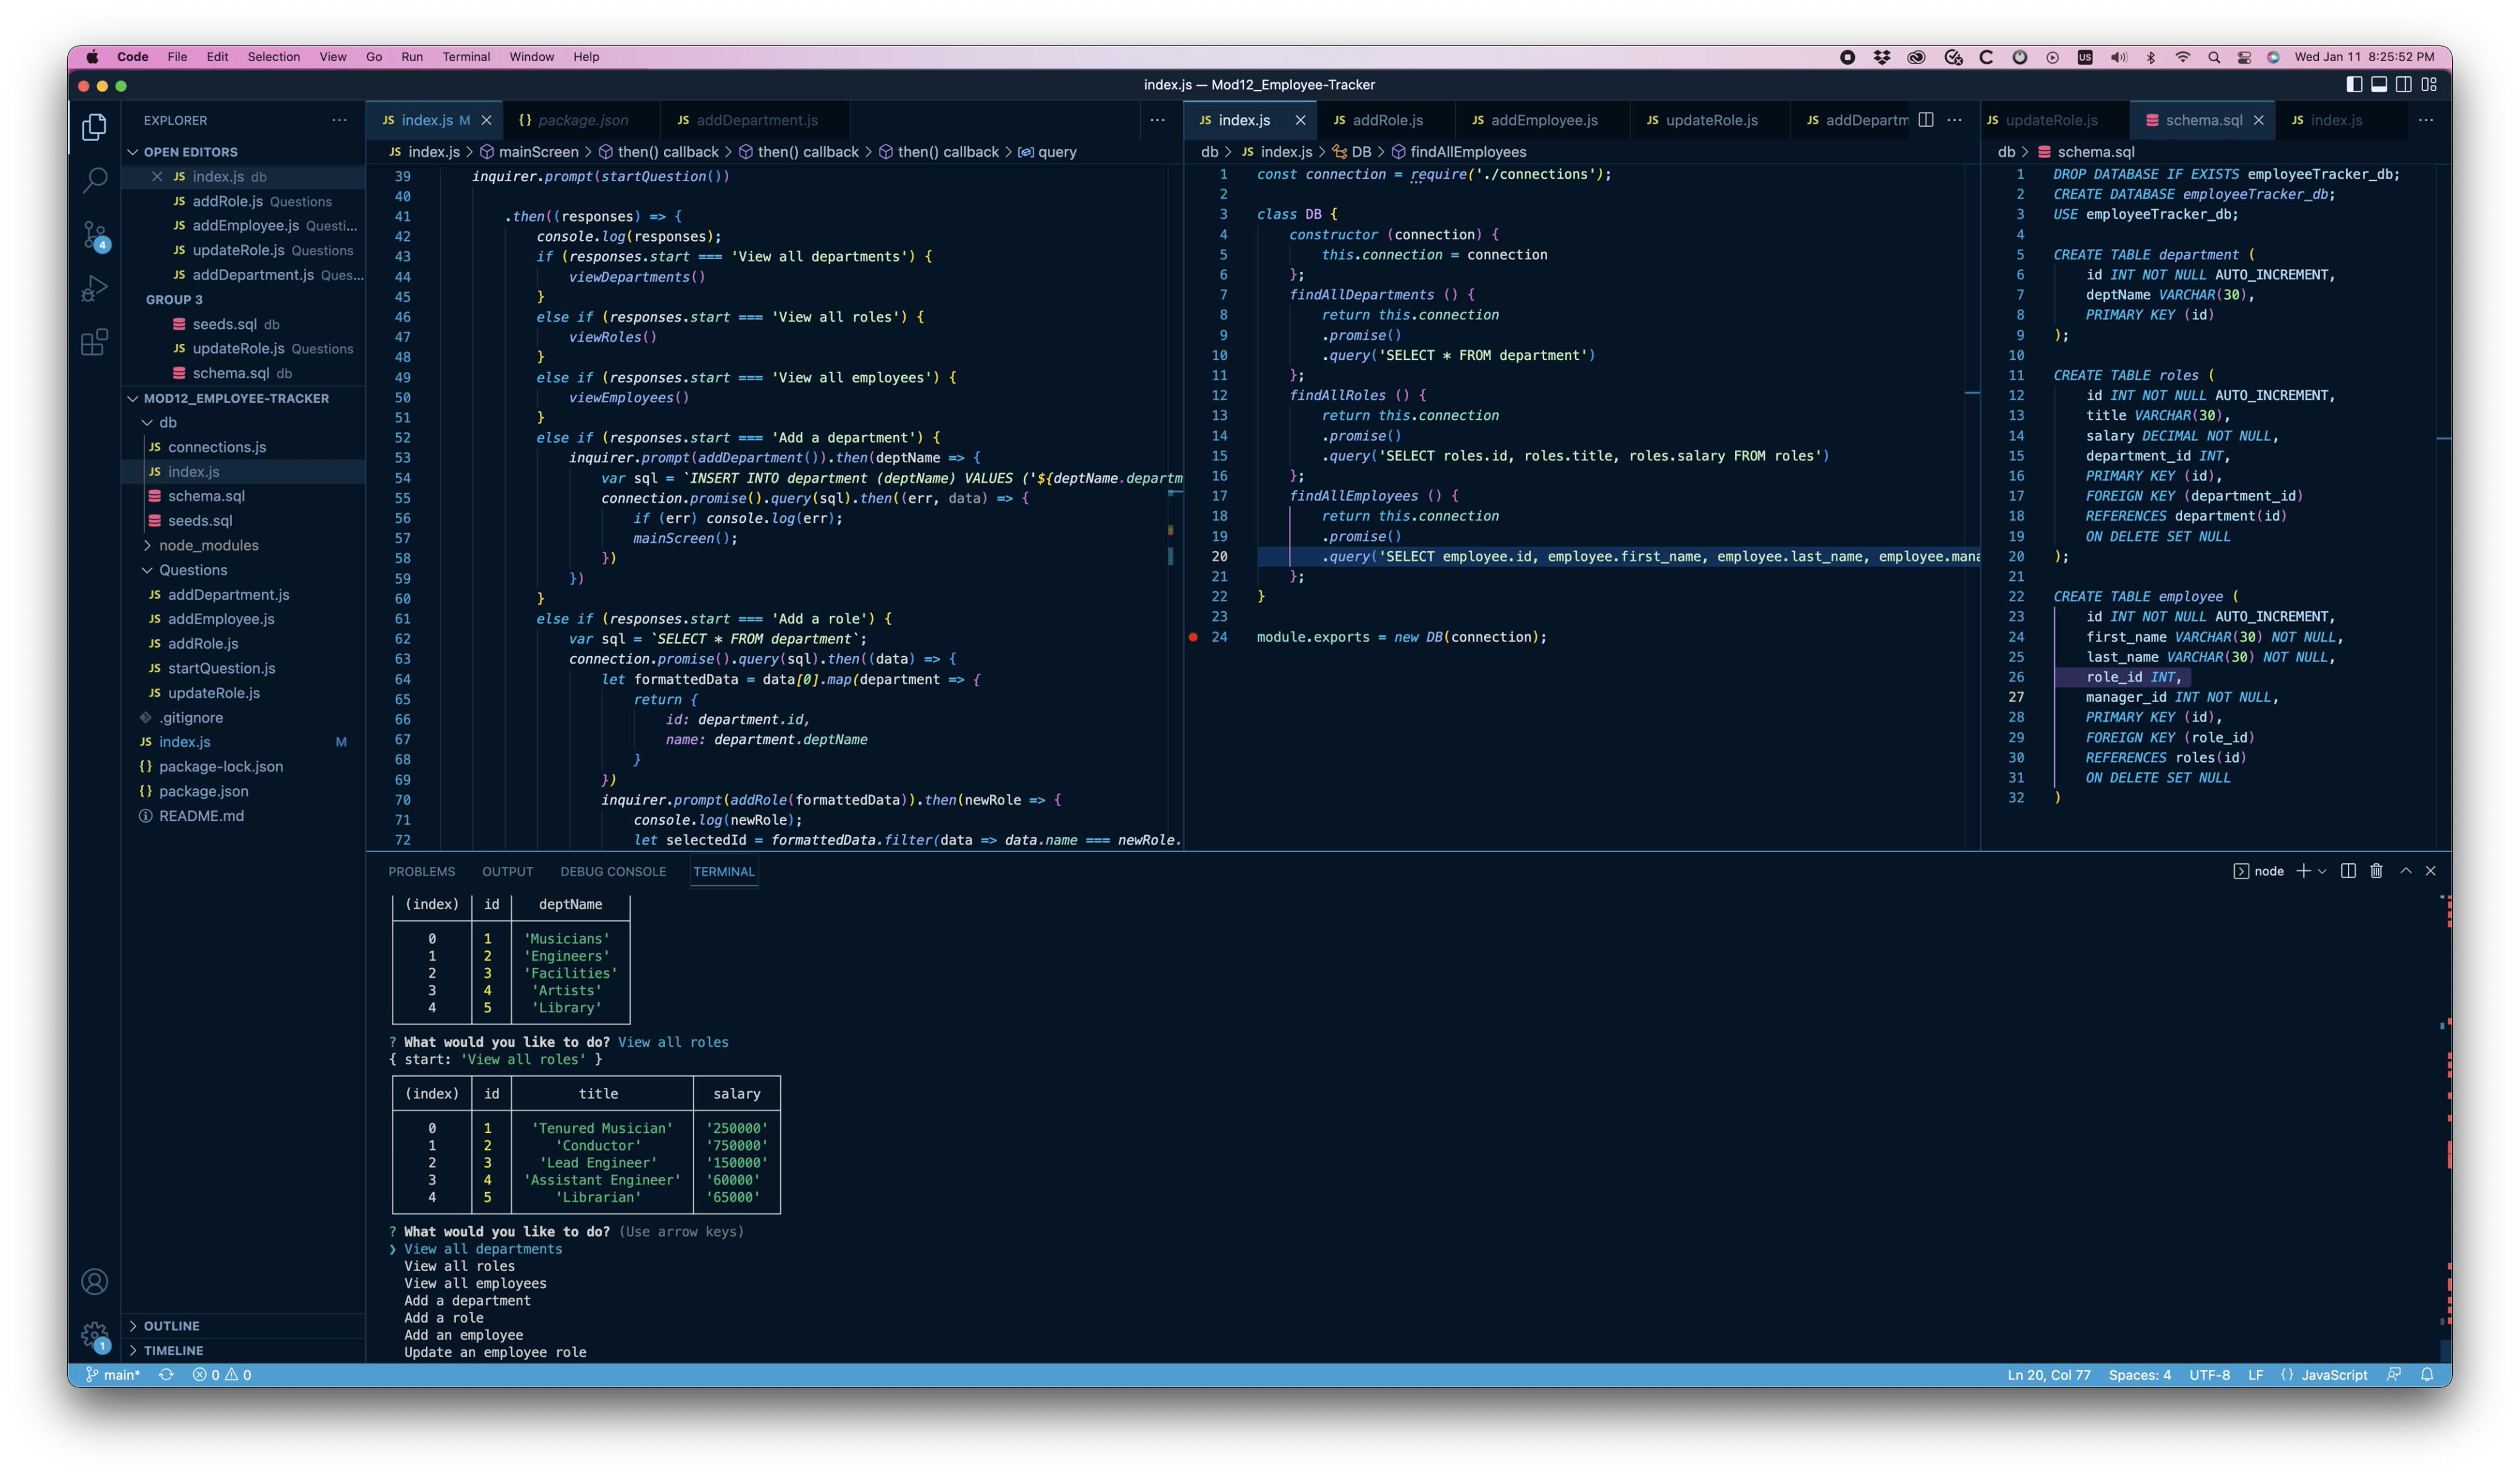 Code File Edit Selection View Go Run Terminal Window Help
US Wed Jan 11 8:25:52 PM
index.js — Mod12_Employee-Tracker
EXPLORER
OPEN EDITORS
JS index.js db
JS addRole.js Questions
JS addEmployee.js Questi...
JS updateRole.js Questions
JS addDepartment.js Ques...
GROUP 3
seeds.sql db
JS updateRole.js Questions
schema.sql db
MOD12_EMPLOYEE-TRACKER
db
JS connections.js
JS index.js
schema.sql
seeds.sql
node_modules
Questions
JS addDepartment.js
JS addEmployee.js
JS addRole.js
JS startQuestion.js
JS updateRole.js
.gitignore
JS index.js M
{} package-lock.json
{} package.json
README.md
OUTLINE
TIMELINE
4
1
JS index.js M {} package.json JS addDepartment.js
JS index.js > mainScreen > then() callback > then() callback > then() callback > query
39 inquirer.prompt(startQuestion())
40
41 .then((responses) => {
42 console.log(responses);
43 if (responses.start === 'View all departments') {
44 viewDepartments()
45 }
46 else if (responses.start === 'View all roles') {
47 viewRoles()
48 }
49 else if (responses.start === 'View all employees') {
50 viewEmployees()
51 }
52 else if (responses.start === 'Add a department') {
53 inquirer.prompt(addDepartment()).then(deptName => {
54 var sql = `INSERT INTO department (deptName) VALUES ('${deptName.departm
55 connection.promise().query(sql).then((err, data) => {
56 if (err) console.log(err);
57 mainScreen();
58 })
59 })
60 }
61 else if (responses.start === 'Add a role') {
62 var sql = `SELECT * FROM department`;
63 connection.promise().query(sql).then((data) => {
64 let formattedData = data[0].map(department => {
65 return {
66 id: department.id,
67 name: department.deptName
68 }
69 })
70 inquirer.prompt(addRole(formattedData)).then(newRole => {
71 console.log(newRole);
72 let selectedId = formattedData.filter(data => data.name === newRole.
JS index.js JS addRole.js JS addEmployee.js JS updateRole.js JS addDepartm
db > JS index.js > DB > findAllEmployees
1 const connection = require('./connections');
2
3 class DB {
4 constructor (connection) {
5 this.connection = connection
6 };
7 findAllDepartments () {
8 return this.connection
9 .promise()
10 .query('SELECT * FROM department')
11 };
12 findAllRoles () {
13 return this.connection
14 .promise()
15 .query('SELECT roles.id, roles.title, roles.salary FROM roles')
16 };
17 findAllEmployees () {
18 return this.connection
19 .promise()
20 .query('SELECT employee.id, employee.first_name, employee.last_name, employee.mana
21 };
22 }
23
24 module.exports = new DB(connection);
JS updateRole.js schema.sql JS index.js
db > schema.sql
1 DROP DATABASE IF EXISTS employeeTracker_db;
2 CREATE DATABASE employeeTracker_db;
3 USE employeeTracker_db;
4
5 CREATE TABLE department (
6 id INT NOT NULL AUTO_INCREMENT,
7 deptName VARCHAR(30),
8 PRIMARY KEY (id)
9 );
10
11 CREATE TABLE roles (
12 id INT NOT NULL AUTO_INCREMENT,
13 title VARCHAR(30),
14 salary DECIMAL NOT NULL,
15 department_id INT,
16 PRIMARY KEY (id),
17 FOREIGN KEY (department_id)
18 REFERENCES department(id)
19 ON DELETE SET NULL
20 );
21
22 CREATE TABLE employee (
23 id INT NOT NULL AUTO_INCREMENT,
24 first_name VARCHAR(30) NOT NULL,
25 last_name VARCHAR(30) NOT NULL,
26 role_id INT,
27 manager_id INT NOT NULL,
28 PRIMARY KEY (id),
29 FOREIGN KEY (role_id)
30 REFERENCES roles(id)
31 ON DELETE SET NULL
32 )
PROBLEMS OUTPUT DEBUG CONSOLE TERMINAL
node
(index) id deptName
0 1 'Musicians'
1 2 'Engineers'
2 3 'Facilities'
3 4 'Artists'
4 5 'Library'
? What would you like to do? View all roles
{ start: 'View all roles' }
(index) id title salary
0 1 'Tenured Musician' '250000'
1 2 'Conductor' '750000'
2 3 'Lead Engineer' '150000'
3 4 'Assistant Engineer' '60000'
4 5 'Librarian' '65000'
? What would you like to do? (Use arrow keys)
❯ View all departments
View all roles
View all employees
Add a department
Add a role
Add an employee
Update an employee role
main* 0 0
Ln 20, Col 77 Spaces: 4 UTF-8 LF {} JavaScript